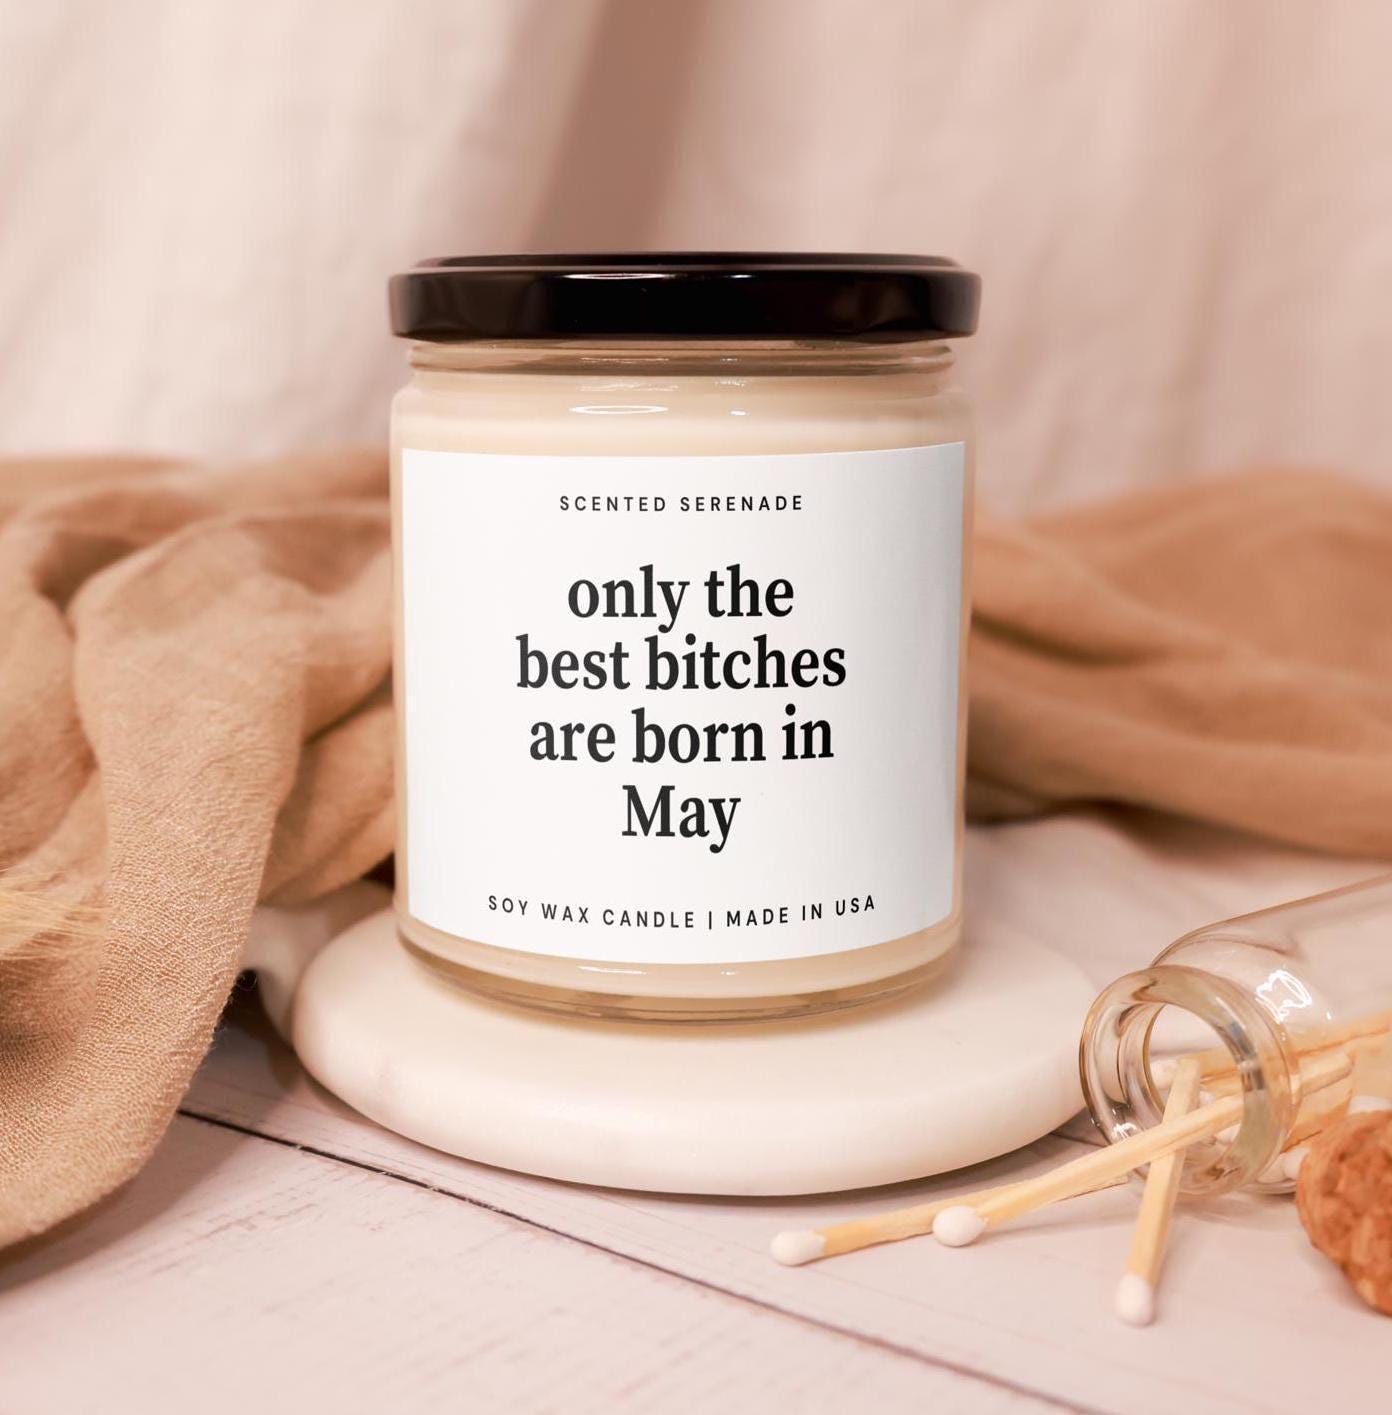 SCENTED SERENADE
only the
best bitches
are born in
May
SOY WAX CANDLE | MADE IN USA